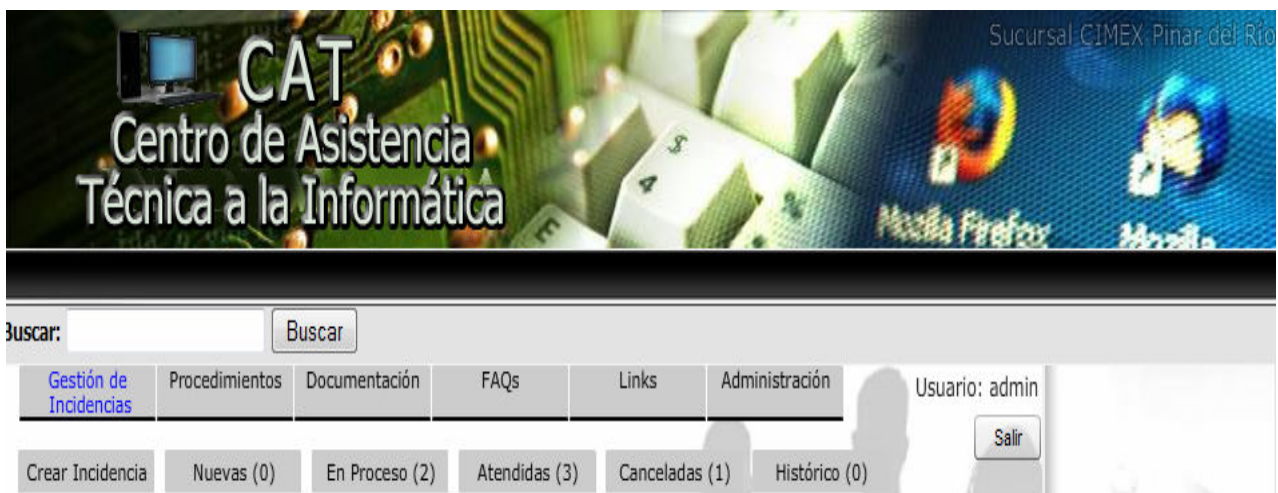 Sucursal CIMEX Pinar del Río
CAT
Centro de Asistencia
Técnica a la Informática
$
4
E
Mozilla Firefox
Mozilla
Buscar:
Buscar
Gestión de
Incidencias
Procedimientos
Documentación
FAQs
Links
Administración
Usuario: admin
Salir
Crear Incidencia
Nuevas (0)
En Proceso (2)
Atendidas (3)
Canceladas (1)
Histórico (0)